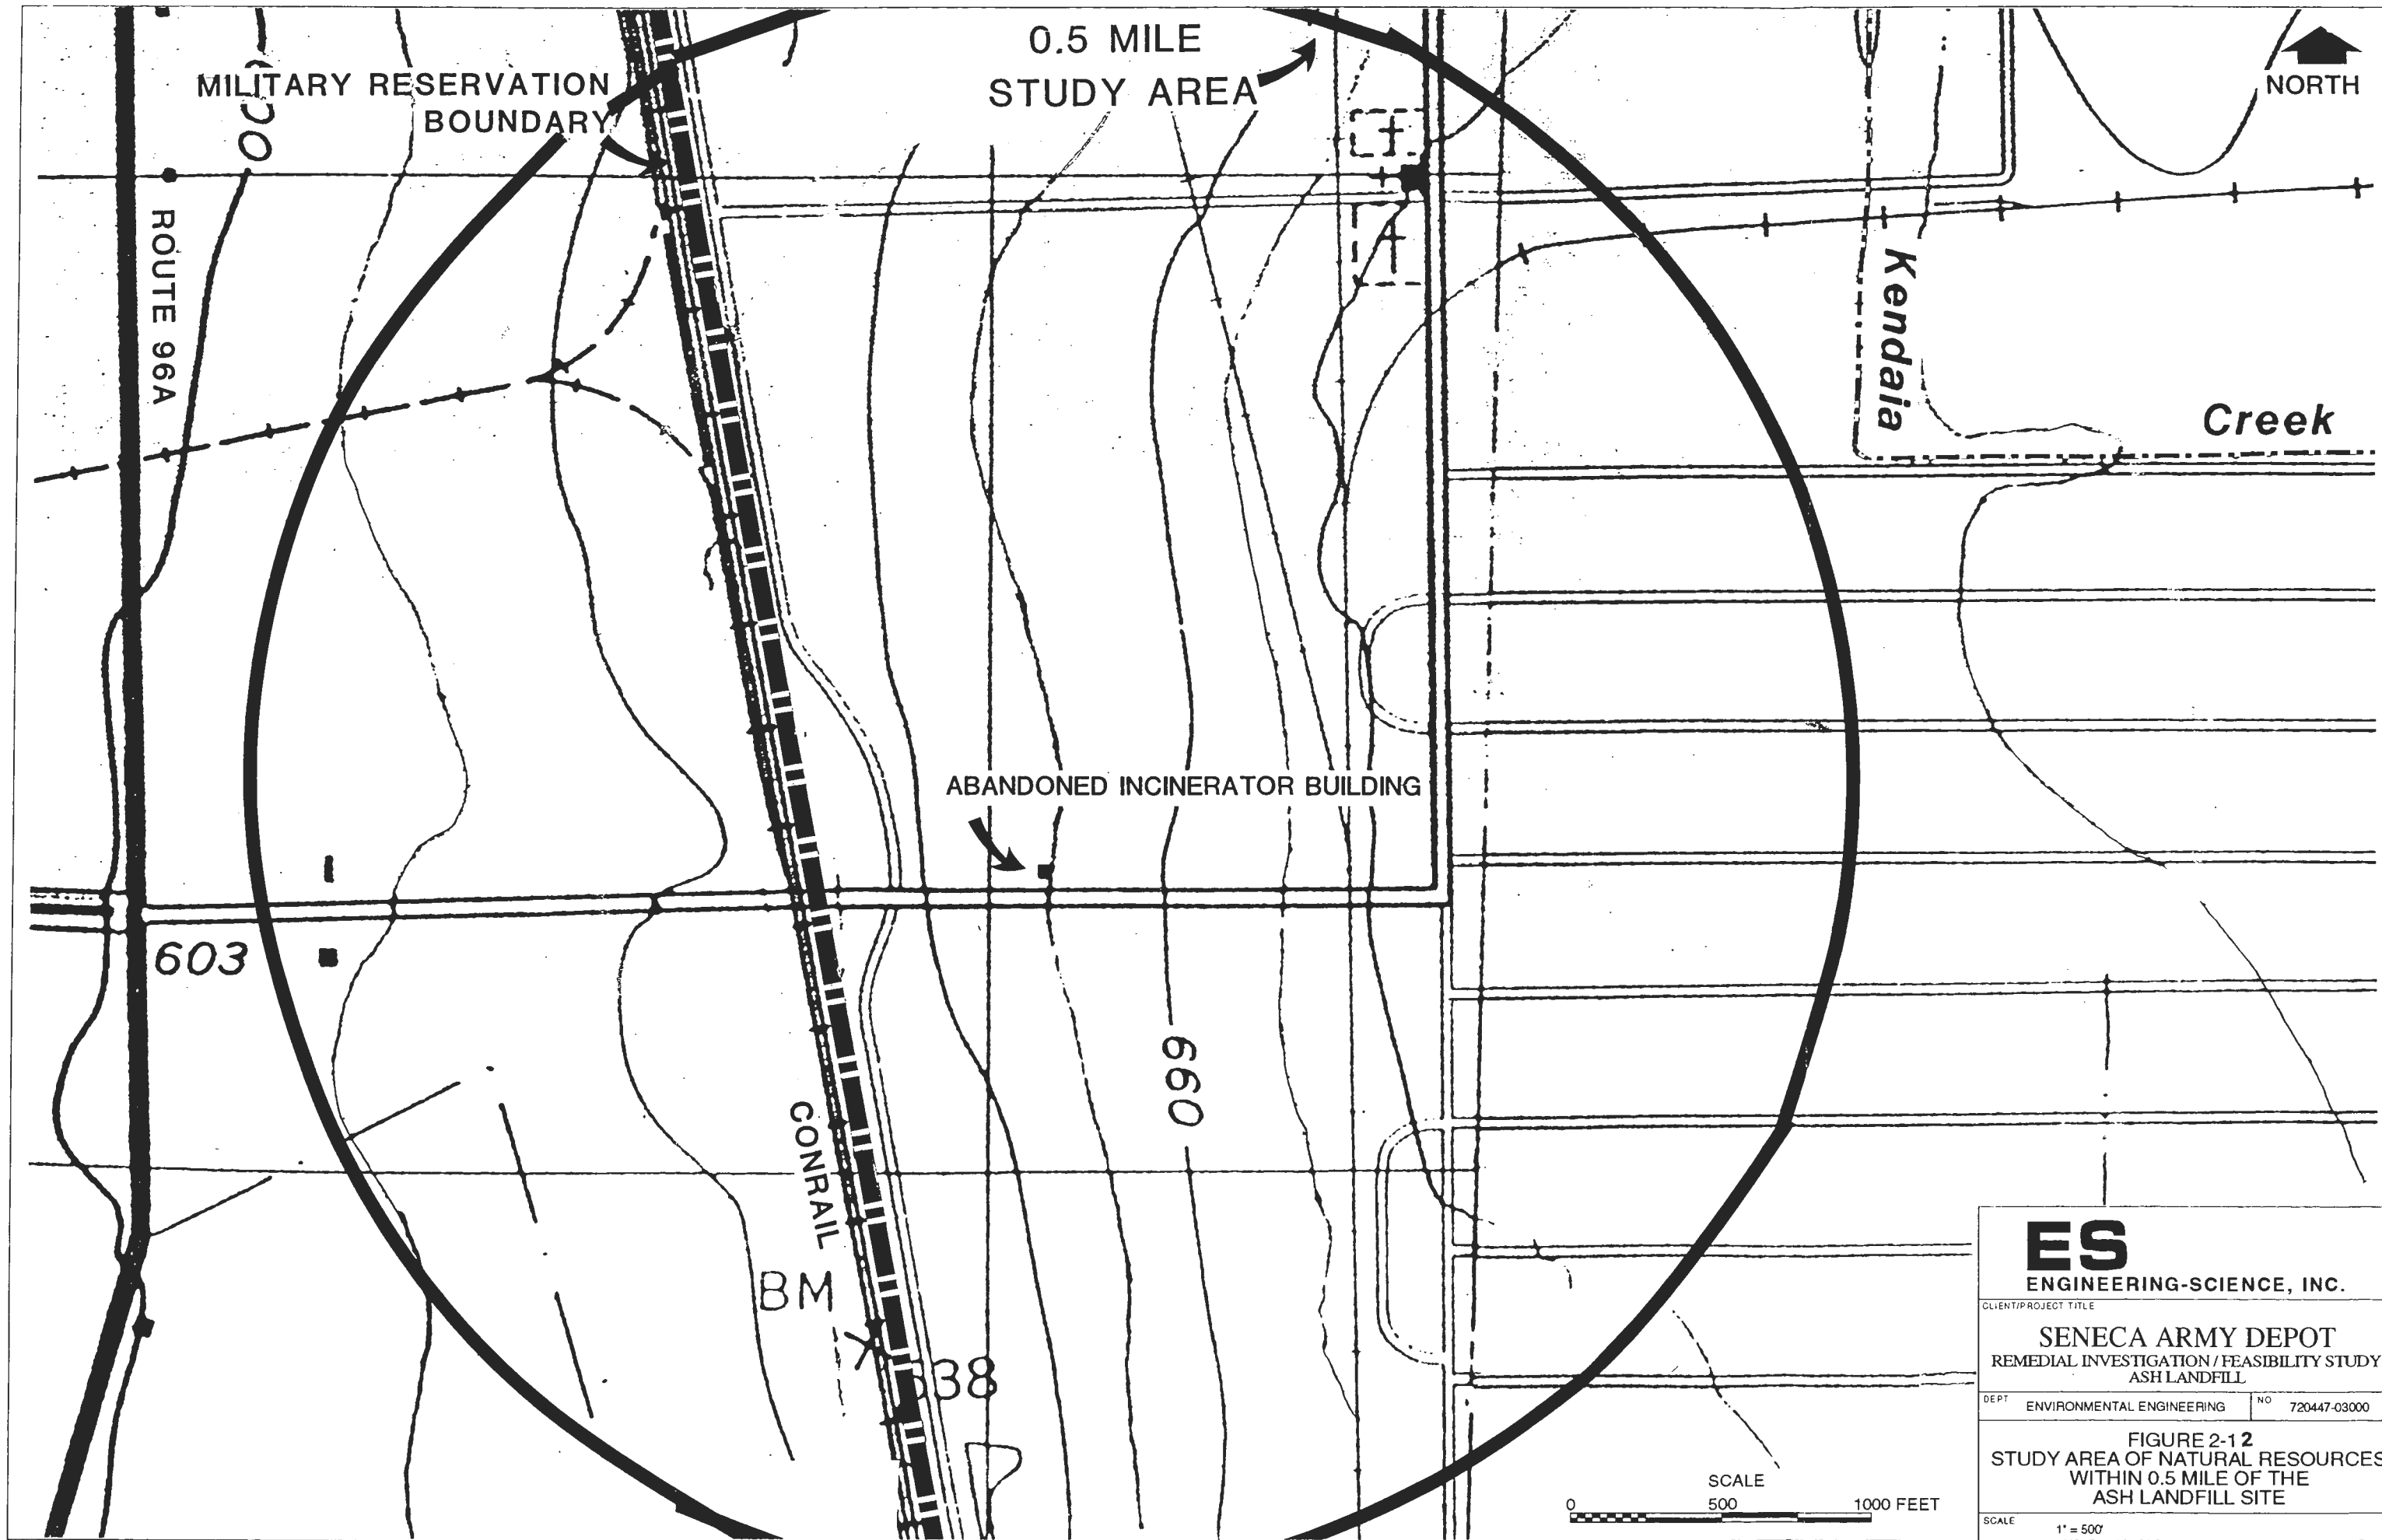 0.5 MILE
STUDY AREA
MILITARY RESERVATION
BOUNDARY
NORTH
ROUTE 96A
Kendaia
Creek
ABANDONED INCINERATOR BUILDING
603
660
CONRAIL
BM
638
SCALE
0 500 1000 FEET
ES
ENGINEERING-SCIENCE, INC.
CLIENT/PROJECT TITLE
SENECA ARMY DEPOT
REMEDIAL INVESTIGATION / FEASIBILITY STUDY
ASH LANDFILL
DEPT ENVIRONMENTAL ENGINEERING NO 720447-03000
FIGURE 2-12
STUDY AREA OF NATURAL RESOURCES
WITHIN 0.5 MILE OF THE
ASH LANDFILL SITE
SCALE 1" = 500'